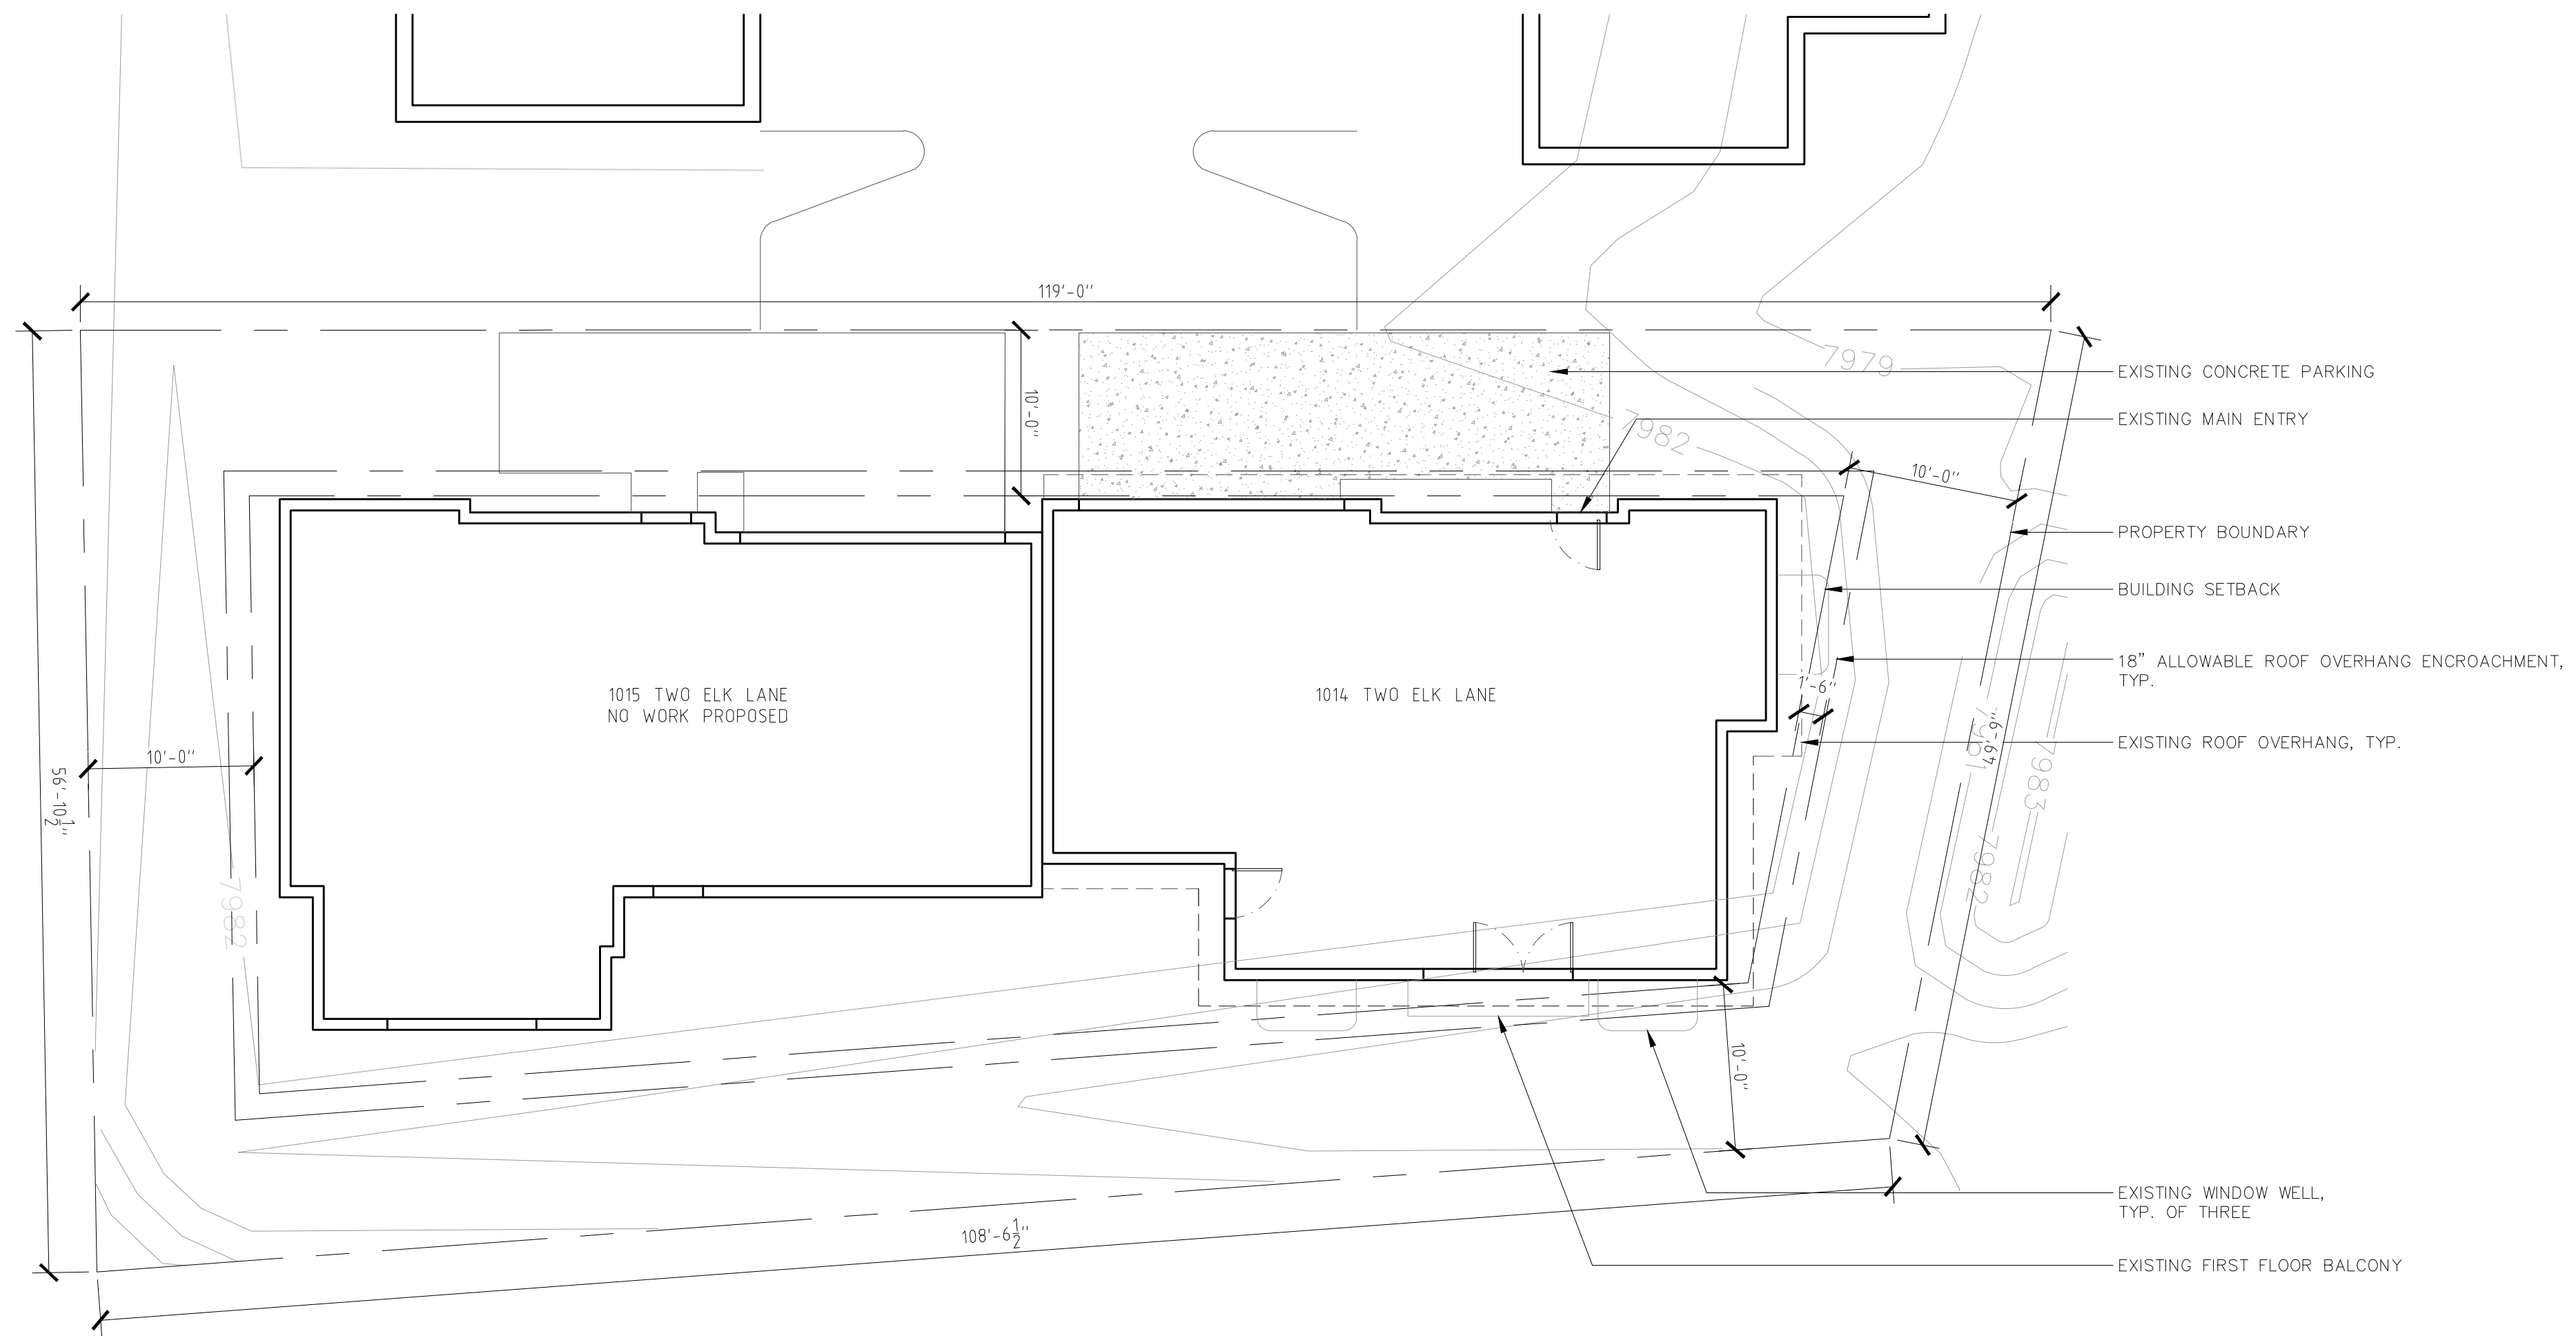 119'-0"
7979
EXISTING CONCRETE PARKING
10'-0"
EXISTING MAIN ENTRY
7982
10'-0"
PROPERTY BOUNDARY
BUILDING SETBACK
18" ALLOWABLE ROOF OVERHANG ENCROACHMENT,
TYP.
1015 TWO ELK LANE
NO WORK PROPOSED
1014 TWO ELK LANE
1'-6"
EXISTING ROOF OVERHANG, TYP.
10'-0"
56'-10 1/2"
49'-9"
7981
7983
7982
7982
10'-0"
EXISTING WINDOW WELL,
TYP. OF THREE
108'-6 1/2"
EXISTING FIRST FLOOR BALCONY